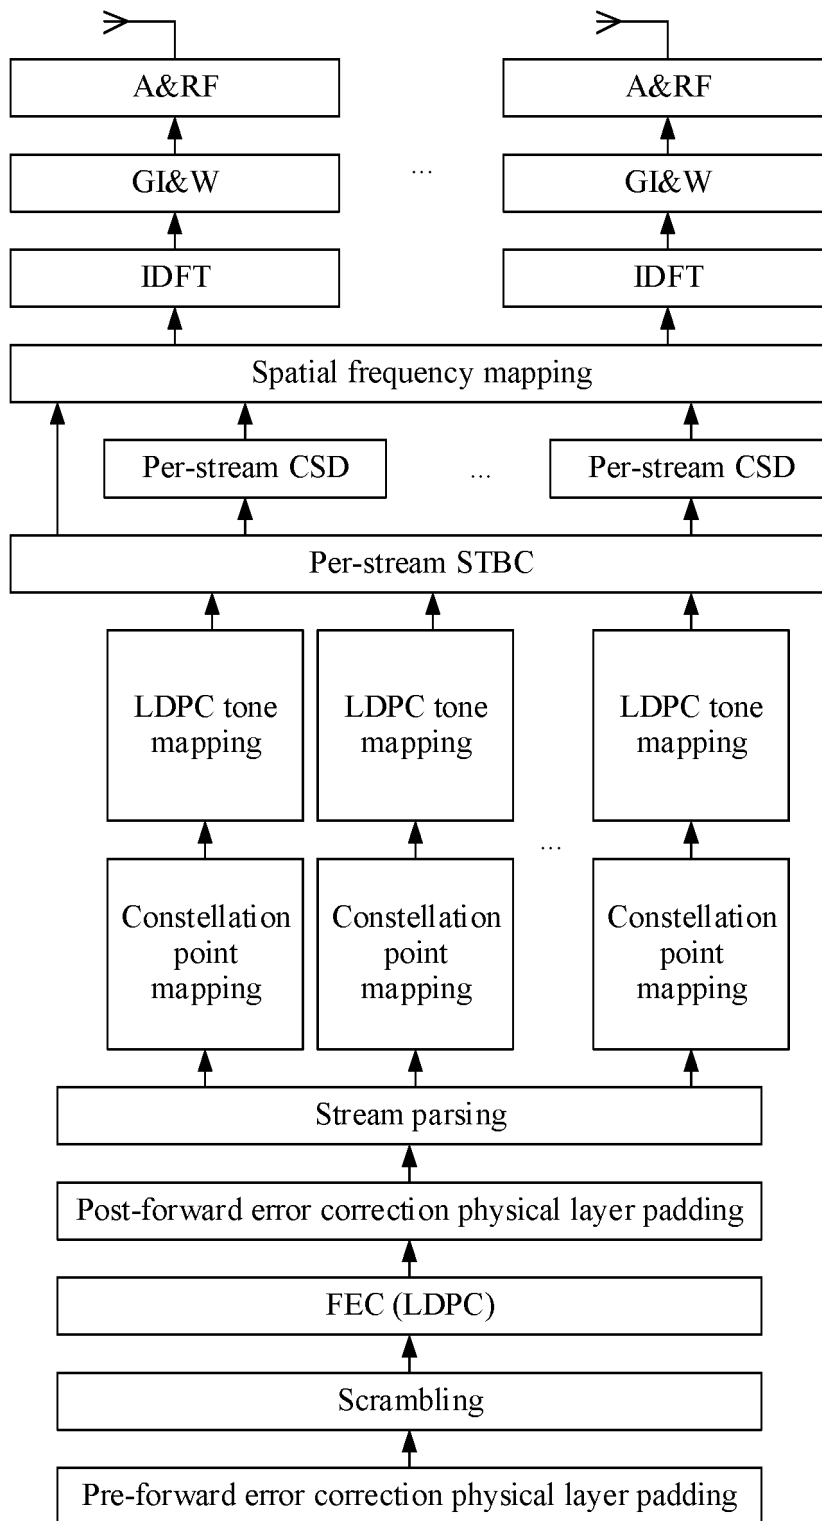 A&RF
A&RF
GI&W
...
GI&W
IDFT
IDFT
Spatial frequency mapping
Per-stream CSD
...
Per-stream CSD
Per-stream STBC
LDPC tone
mapping
LDPC tone
mapping
LDPC tone
mapping
...
Constellation
point
mapping
Constellation
point
mapping
Constellation
point
mapping
Stream parsing
Post-forward error correction physical layer padding
FEC (LDPC)
Scrambling
Pre-forward error correction physical layer padding